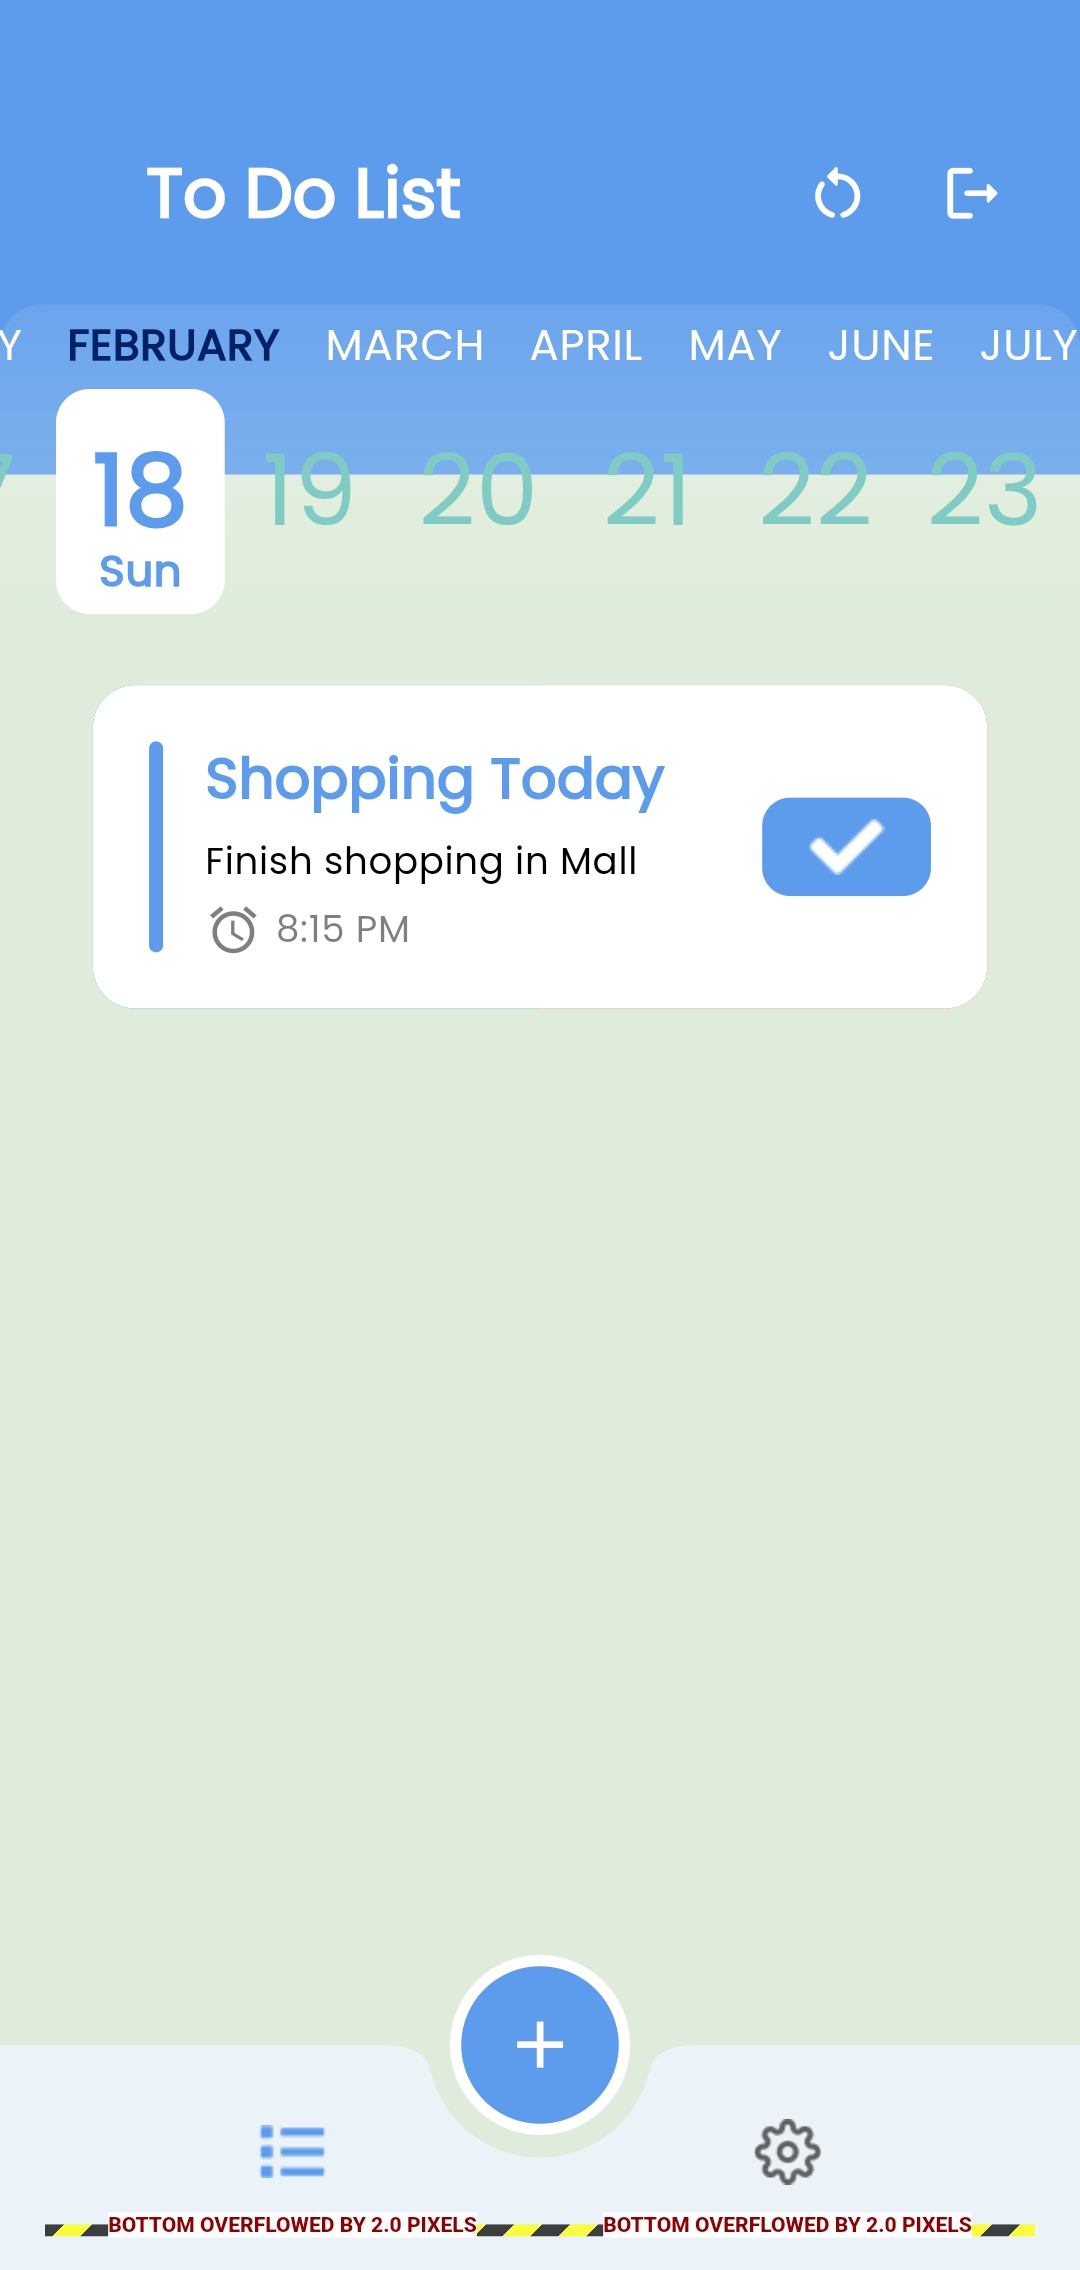 To Do List
Y FEBRUARY MARCH APRIL MAY JUNE JULY
7 18 19 20 21 22 23
Sun
Shopping Today
Finish shopping in Mall
8:15 PM
BOTTOM OVERFLOWED BY 2.0 PIXELS BOTTOM OVERFLOWED BY 2.0 PIXELS